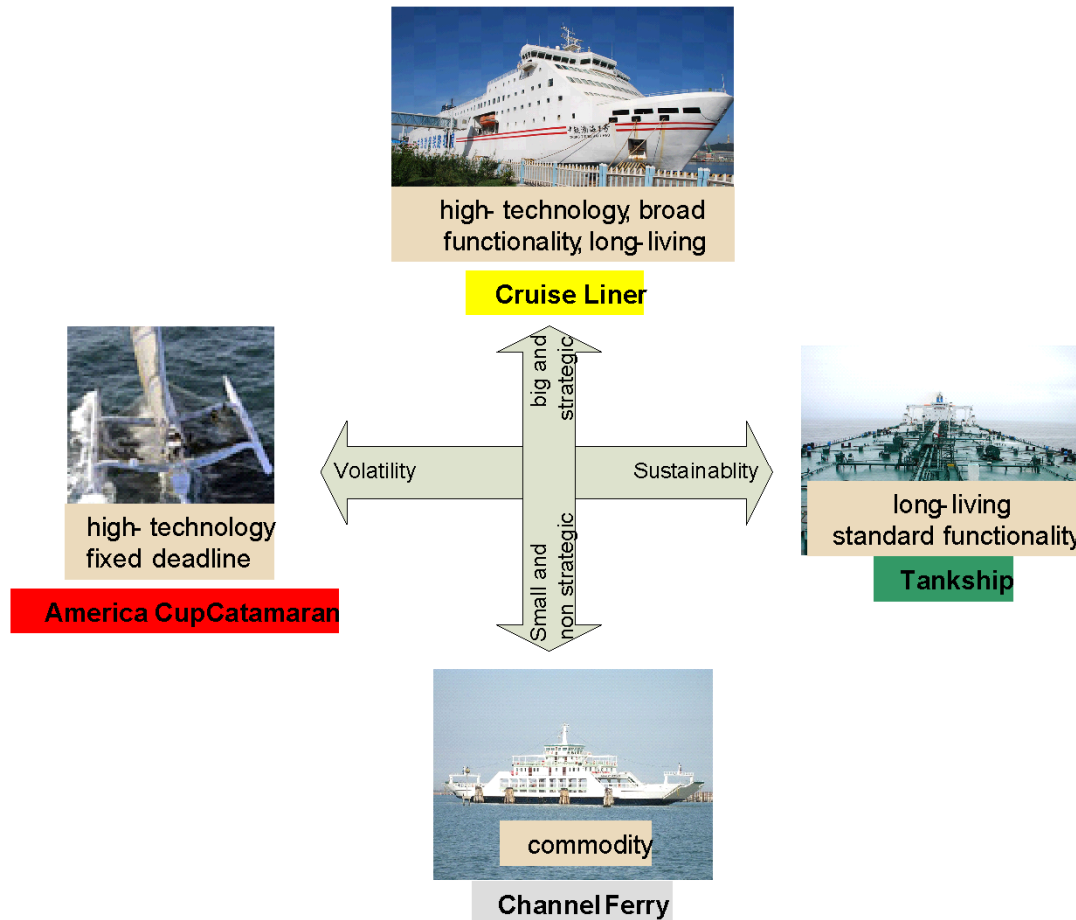 high- technology, broad
functionality, long-living
Cruise Liner
big and
strategic
Volatility
Sustainablity
Small and
non strategic
high- technology
fixed deadline
America CupCatamaran
long-living
standard functionality
Tankship
commodity
Channel Ferry